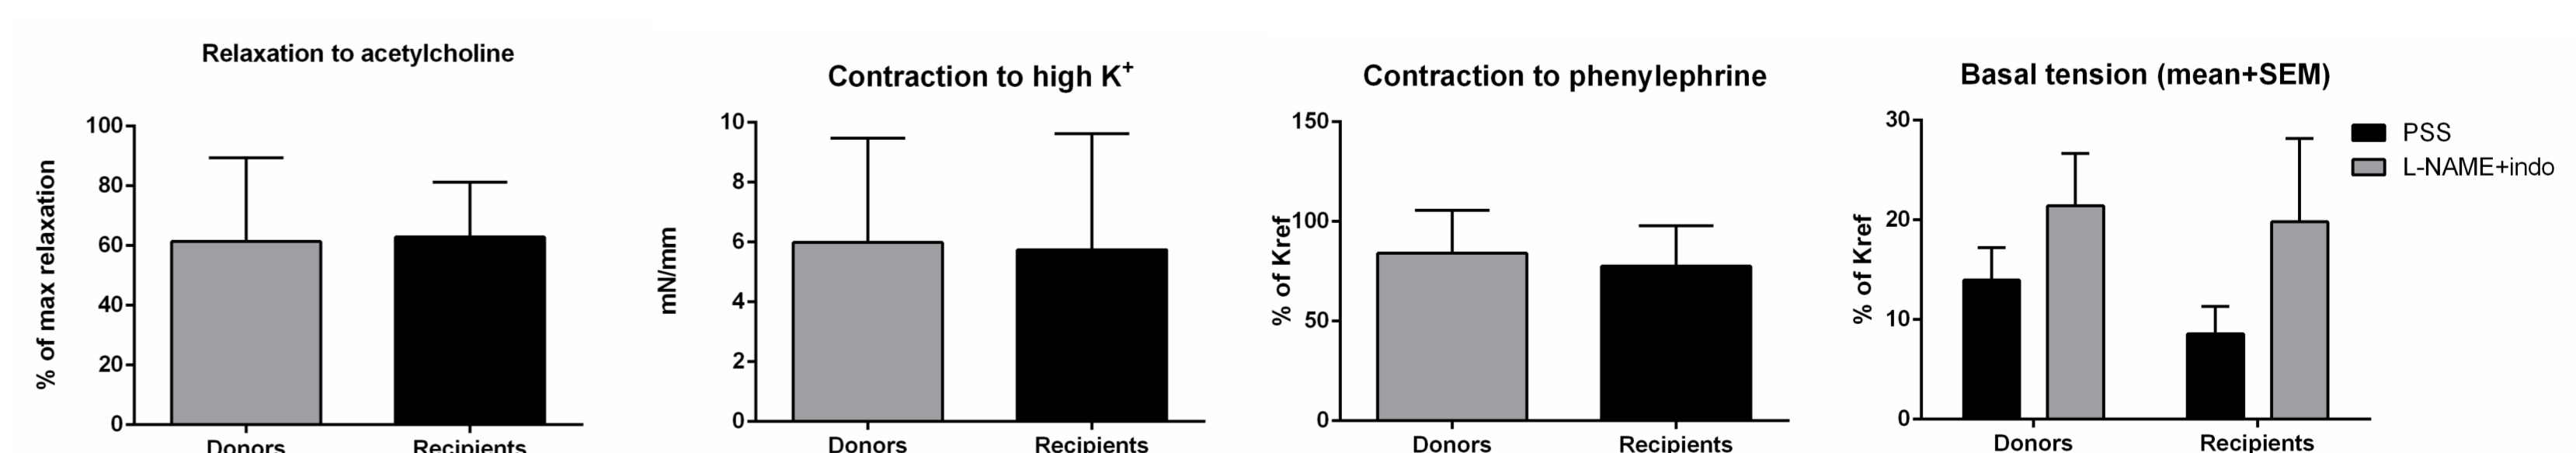 Relaxation to acetylcholine
% of max relaxation
100
80
60
40
20
0
Donors Recipients
Contraction to high K⁺
mN/mm
10
8
6
4
2
0
Donors Recipients
Contraction to phenylephrine
% of Kref
150
100
50
0
Donors Recipients
Basal tension (mean+SEM)
% of Kref
30
20
10
0
Donors Recipients
PSS
L-NAME+indo